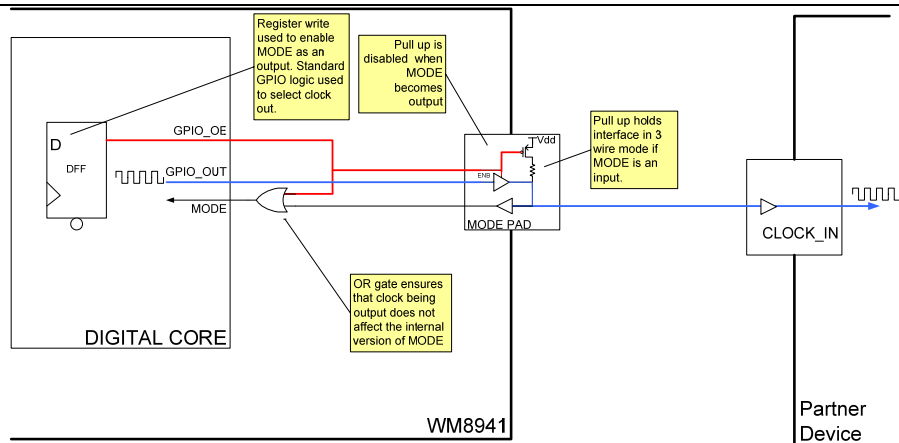 Register write
used to enable
MODE as an
output. Standard
GPIO logic used
to select clock
out.
Pull up is
disabled when
MODE
becomes
output
Pull up holds
interface in 3
wire mode if
MODE is an
input.
D
DFF
GPIO_OE
GPIO_OUT
MODE
Vdd
ENB
MODE PAD
CLOCK_IN
OR gate ensures
that clock being
output does not
affect the internal
version of MODE
DIGITAL CORE
WM8941
Partner
Device